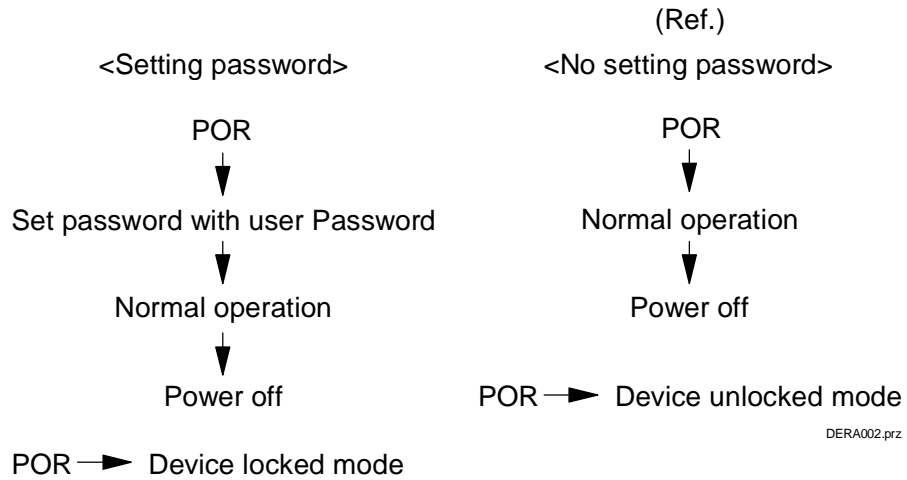 <Setting password>
POR
Set password with user Password
Normal operation
Power off
POR Device locked mode
(Ref.)
<No setting password>
POR
Normal operation
Power off
POR Device unlocked mode
DERA002.prz